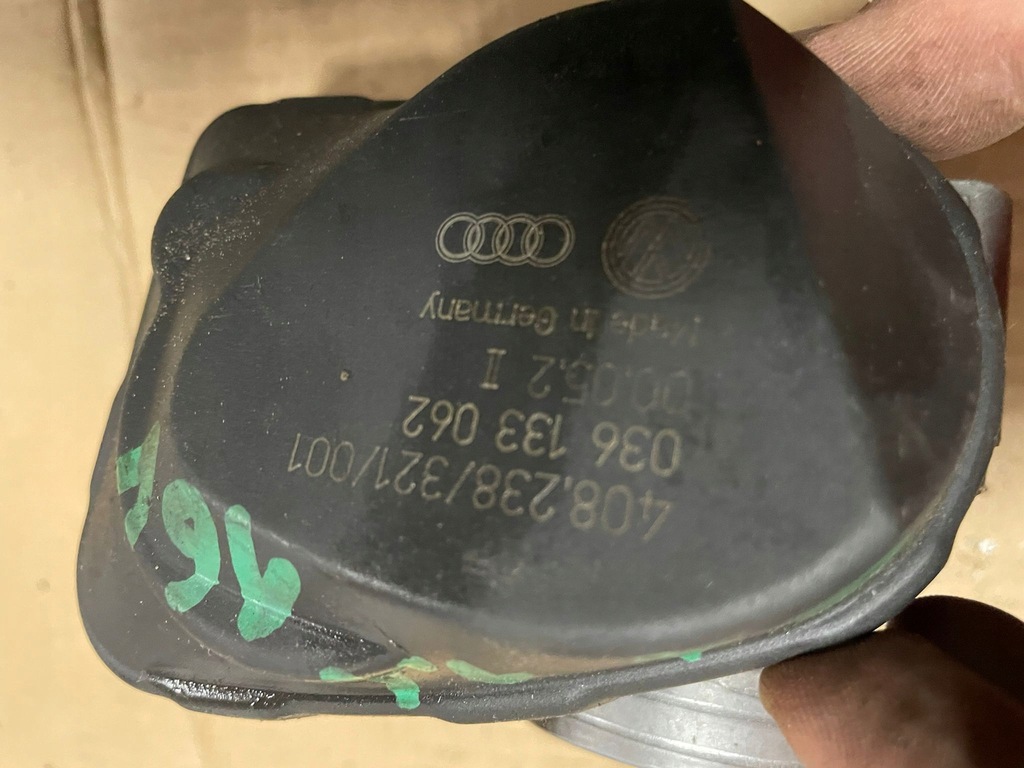 408.238/321/001
036 133 062
00.05.2 I
Made in Germany